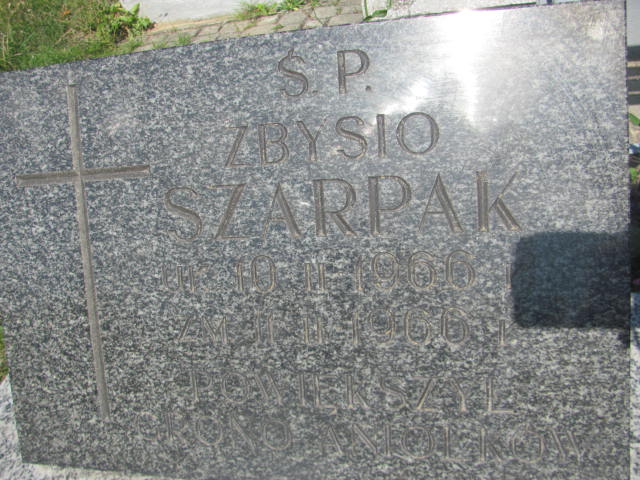 Ś.P.
ZBYSIO
SZARPAK
UR. 10 II 1966 R.
ZM. 11 II 1966 R.
POWIĘKSZYŁ
GRONO ANIOŁKÓW